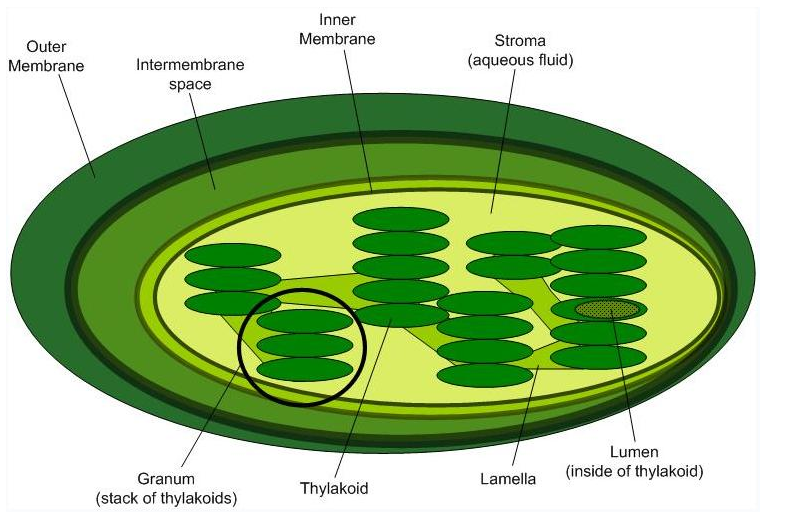 Outer
Membrane
Intermembrane
space
Inner
Membrane
Stroma
(aqueous fluid)
Granum
(stack of thylakoids)
Thylakoid
Lamella
Lumen
(inside of thylakoid)